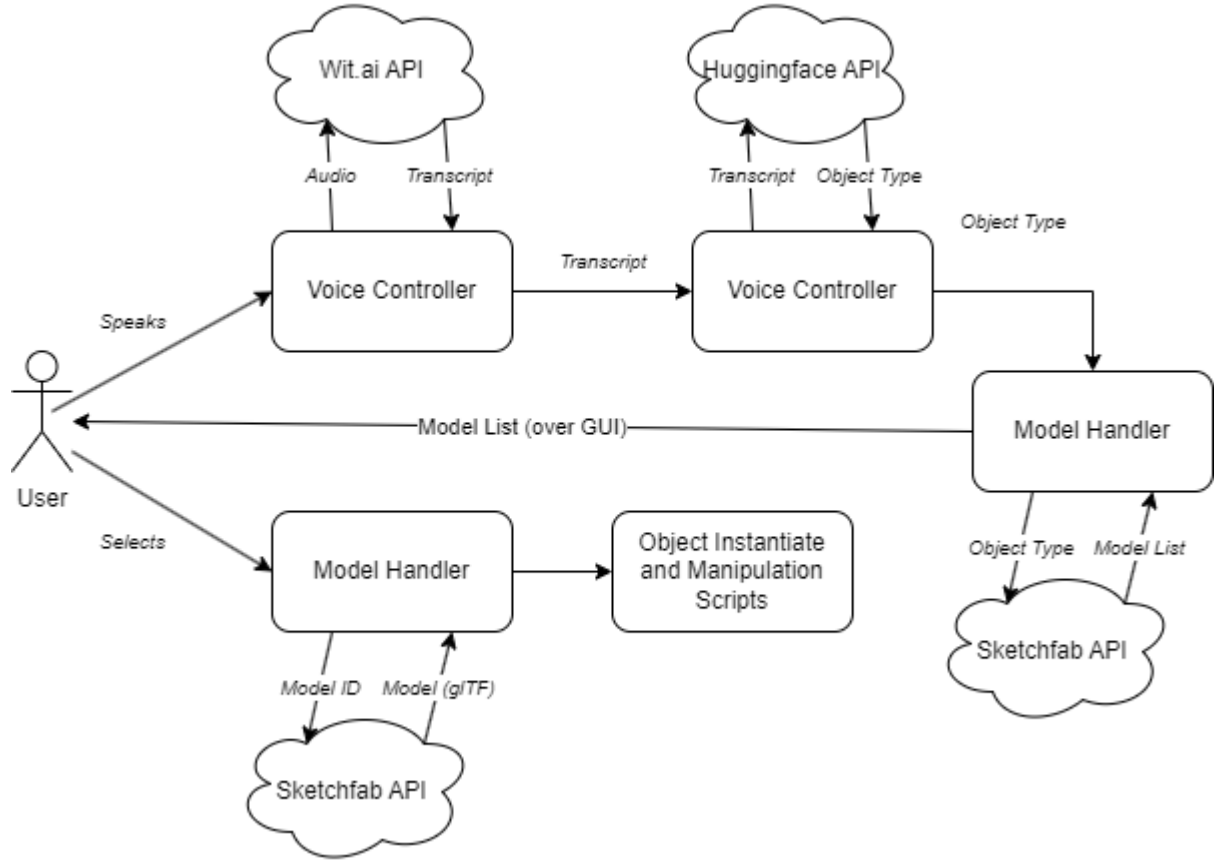 Wit.ai API
Huggingface API
Audio
Transcript
Transcript
Object Type
Object Type
Voice Controller
Transcript
Voice Controller
Speaks
Model List (over GUI)
Model Handler
User
Selects
Model Handler
Object Instantiate
and Manipulation
Scripts
Object Type
Model List
Sketchfab API
Model ID
Model (glTF)
Sketchfab API